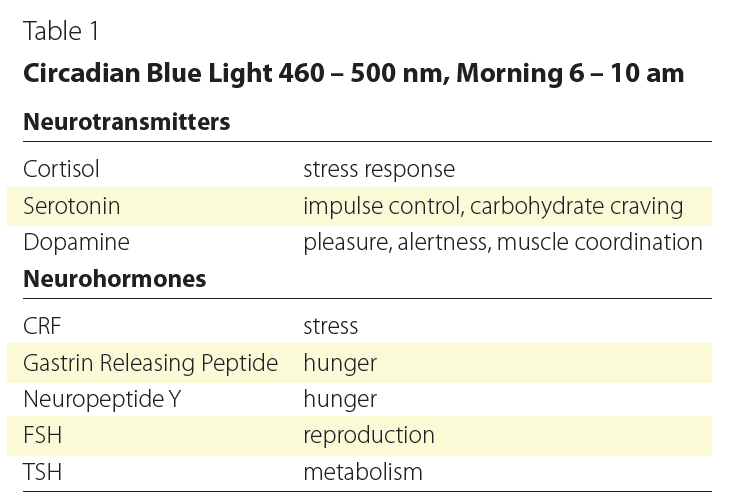 Table 1
Circadian Blue Light 460 – 500 nm, Morning 6 – 10 am
Neurotransmitters
Cortisol stress response
Serotonin impulse control, carbohydrate craving
Dopamine pleasure, alertness, muscle coordination
Neurohormones
CRF stress
Gastrin Releasing Peptide hunger
Neuropeptide Y hunger
FSH reproduction
TSH metabolism